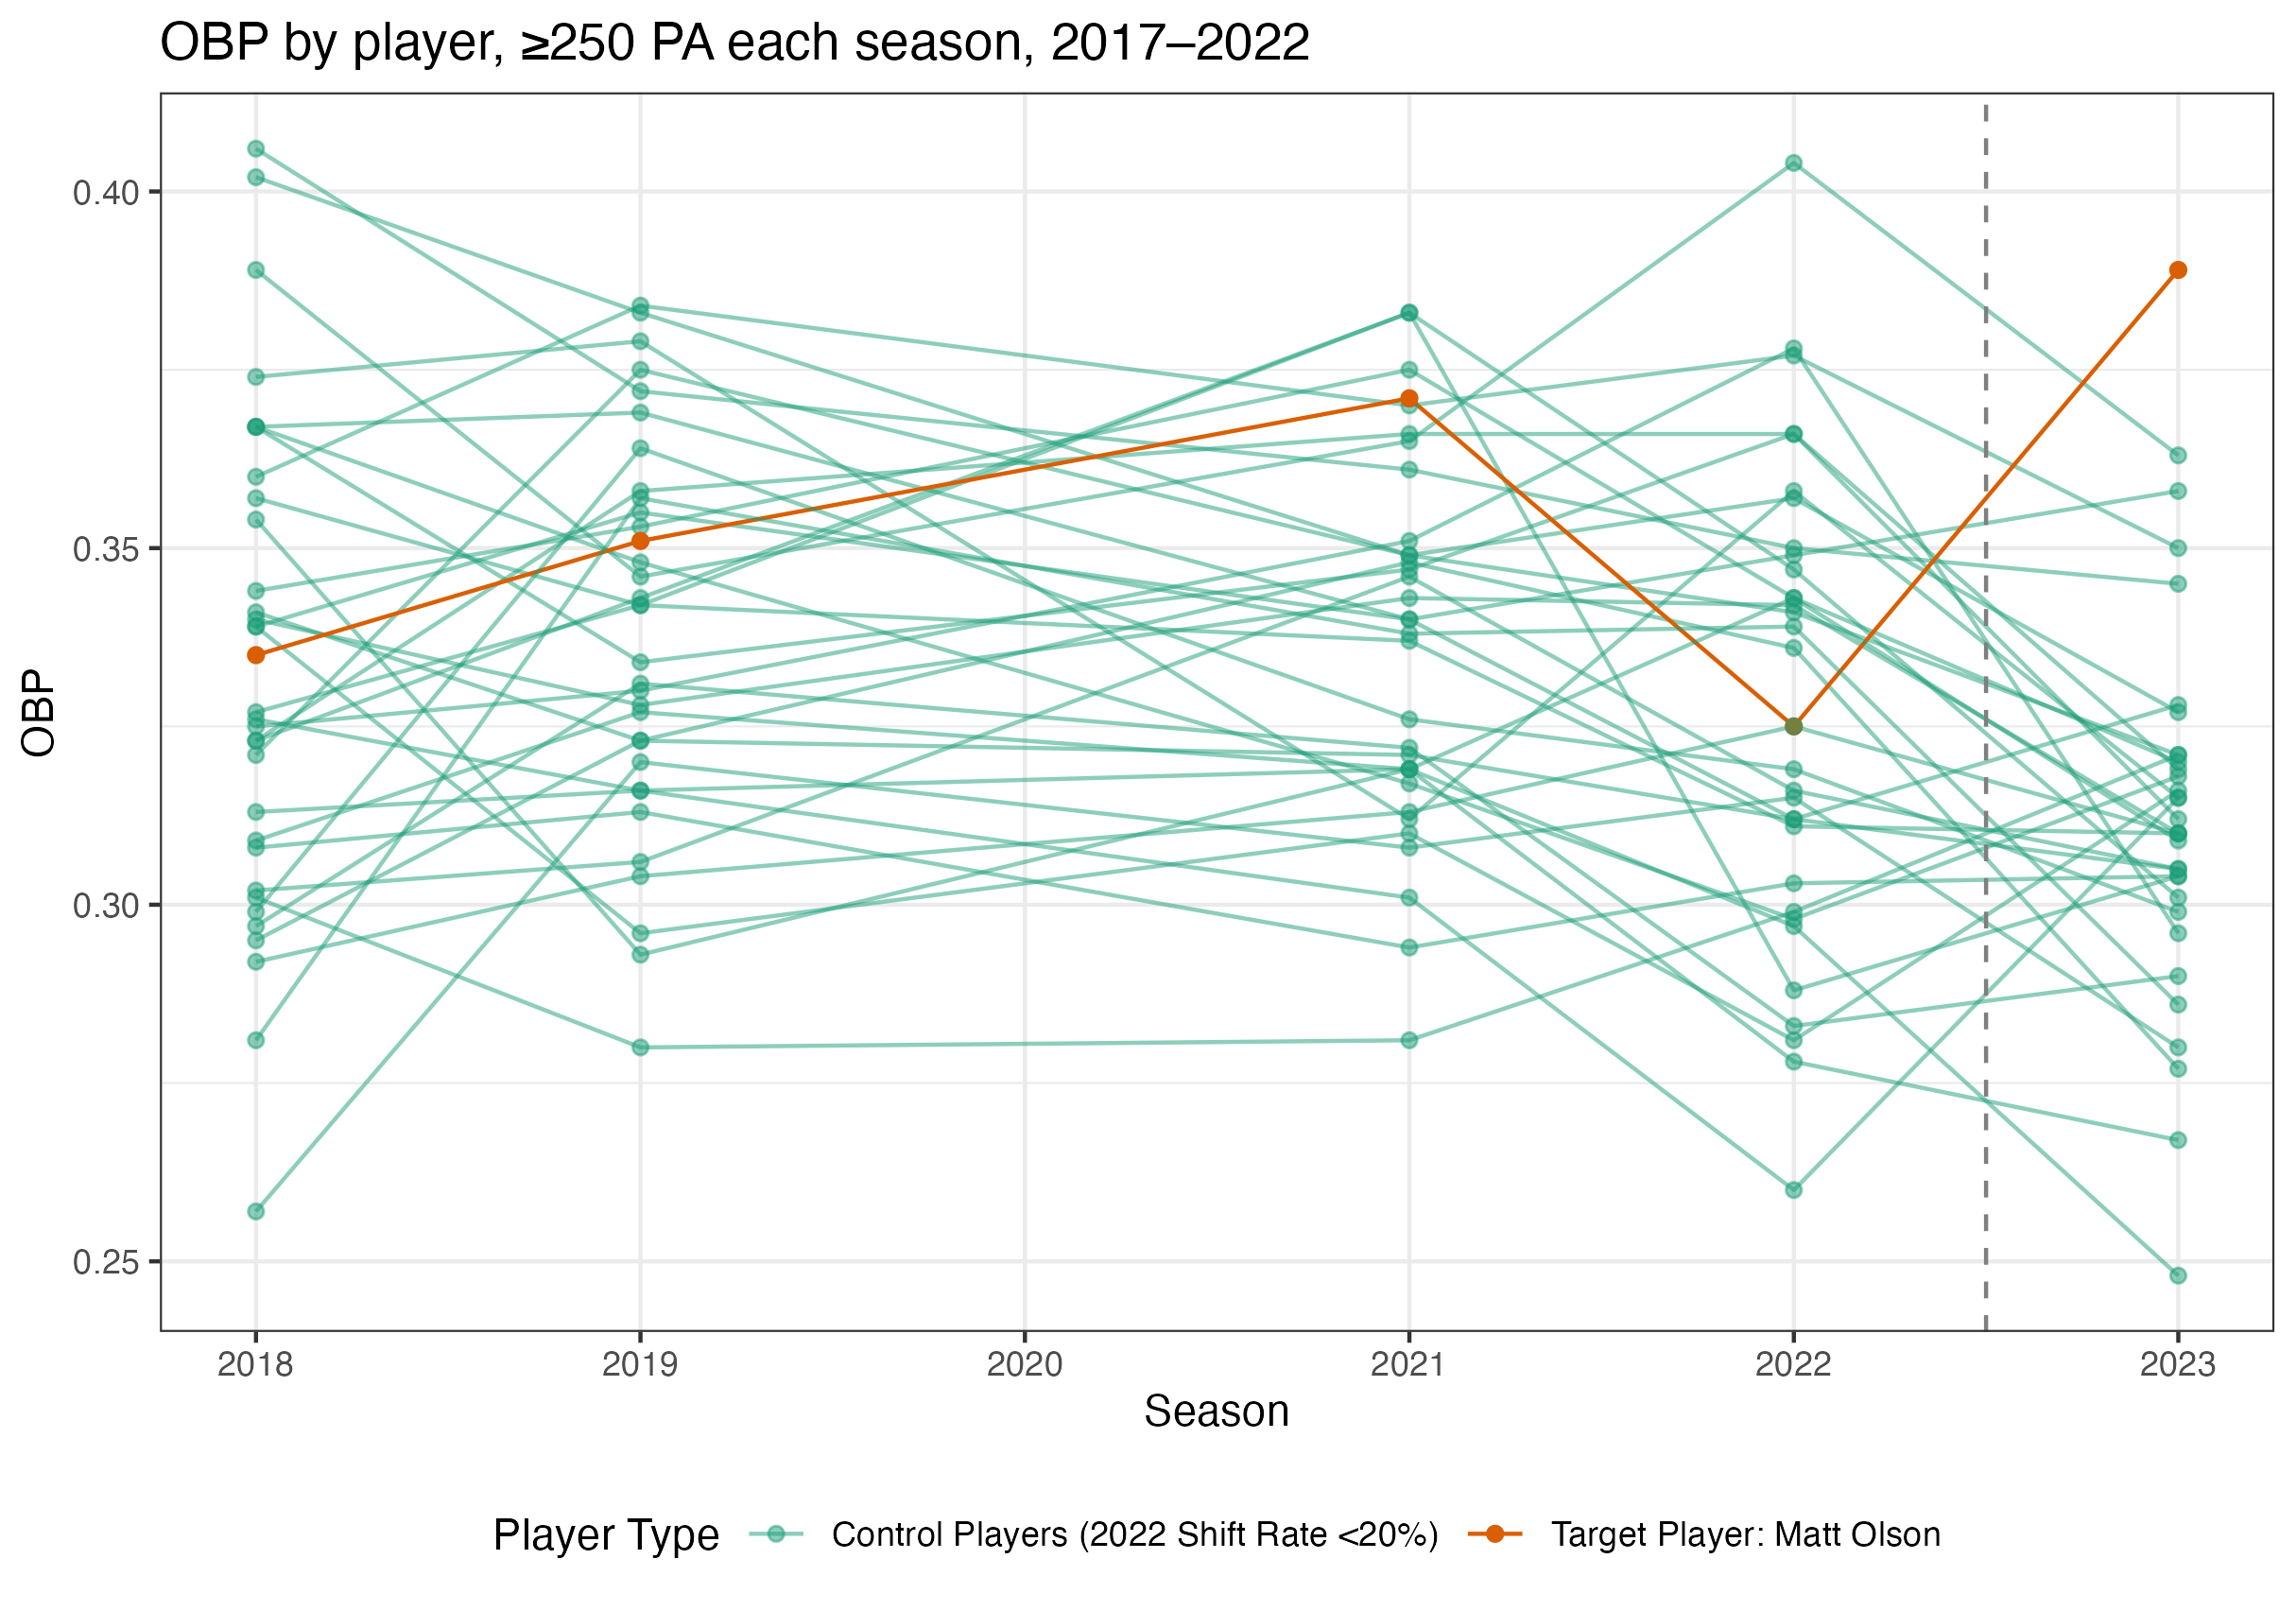 OBP by player, ≥250 PA each season, 2017–2022
OBP
0.40
0.35
0.30
0.25
2018 2019 2020 2021 2022 2023
Season
Player Type Control Players (2022 Shift Rate <20%) Target Player: Matt Olson